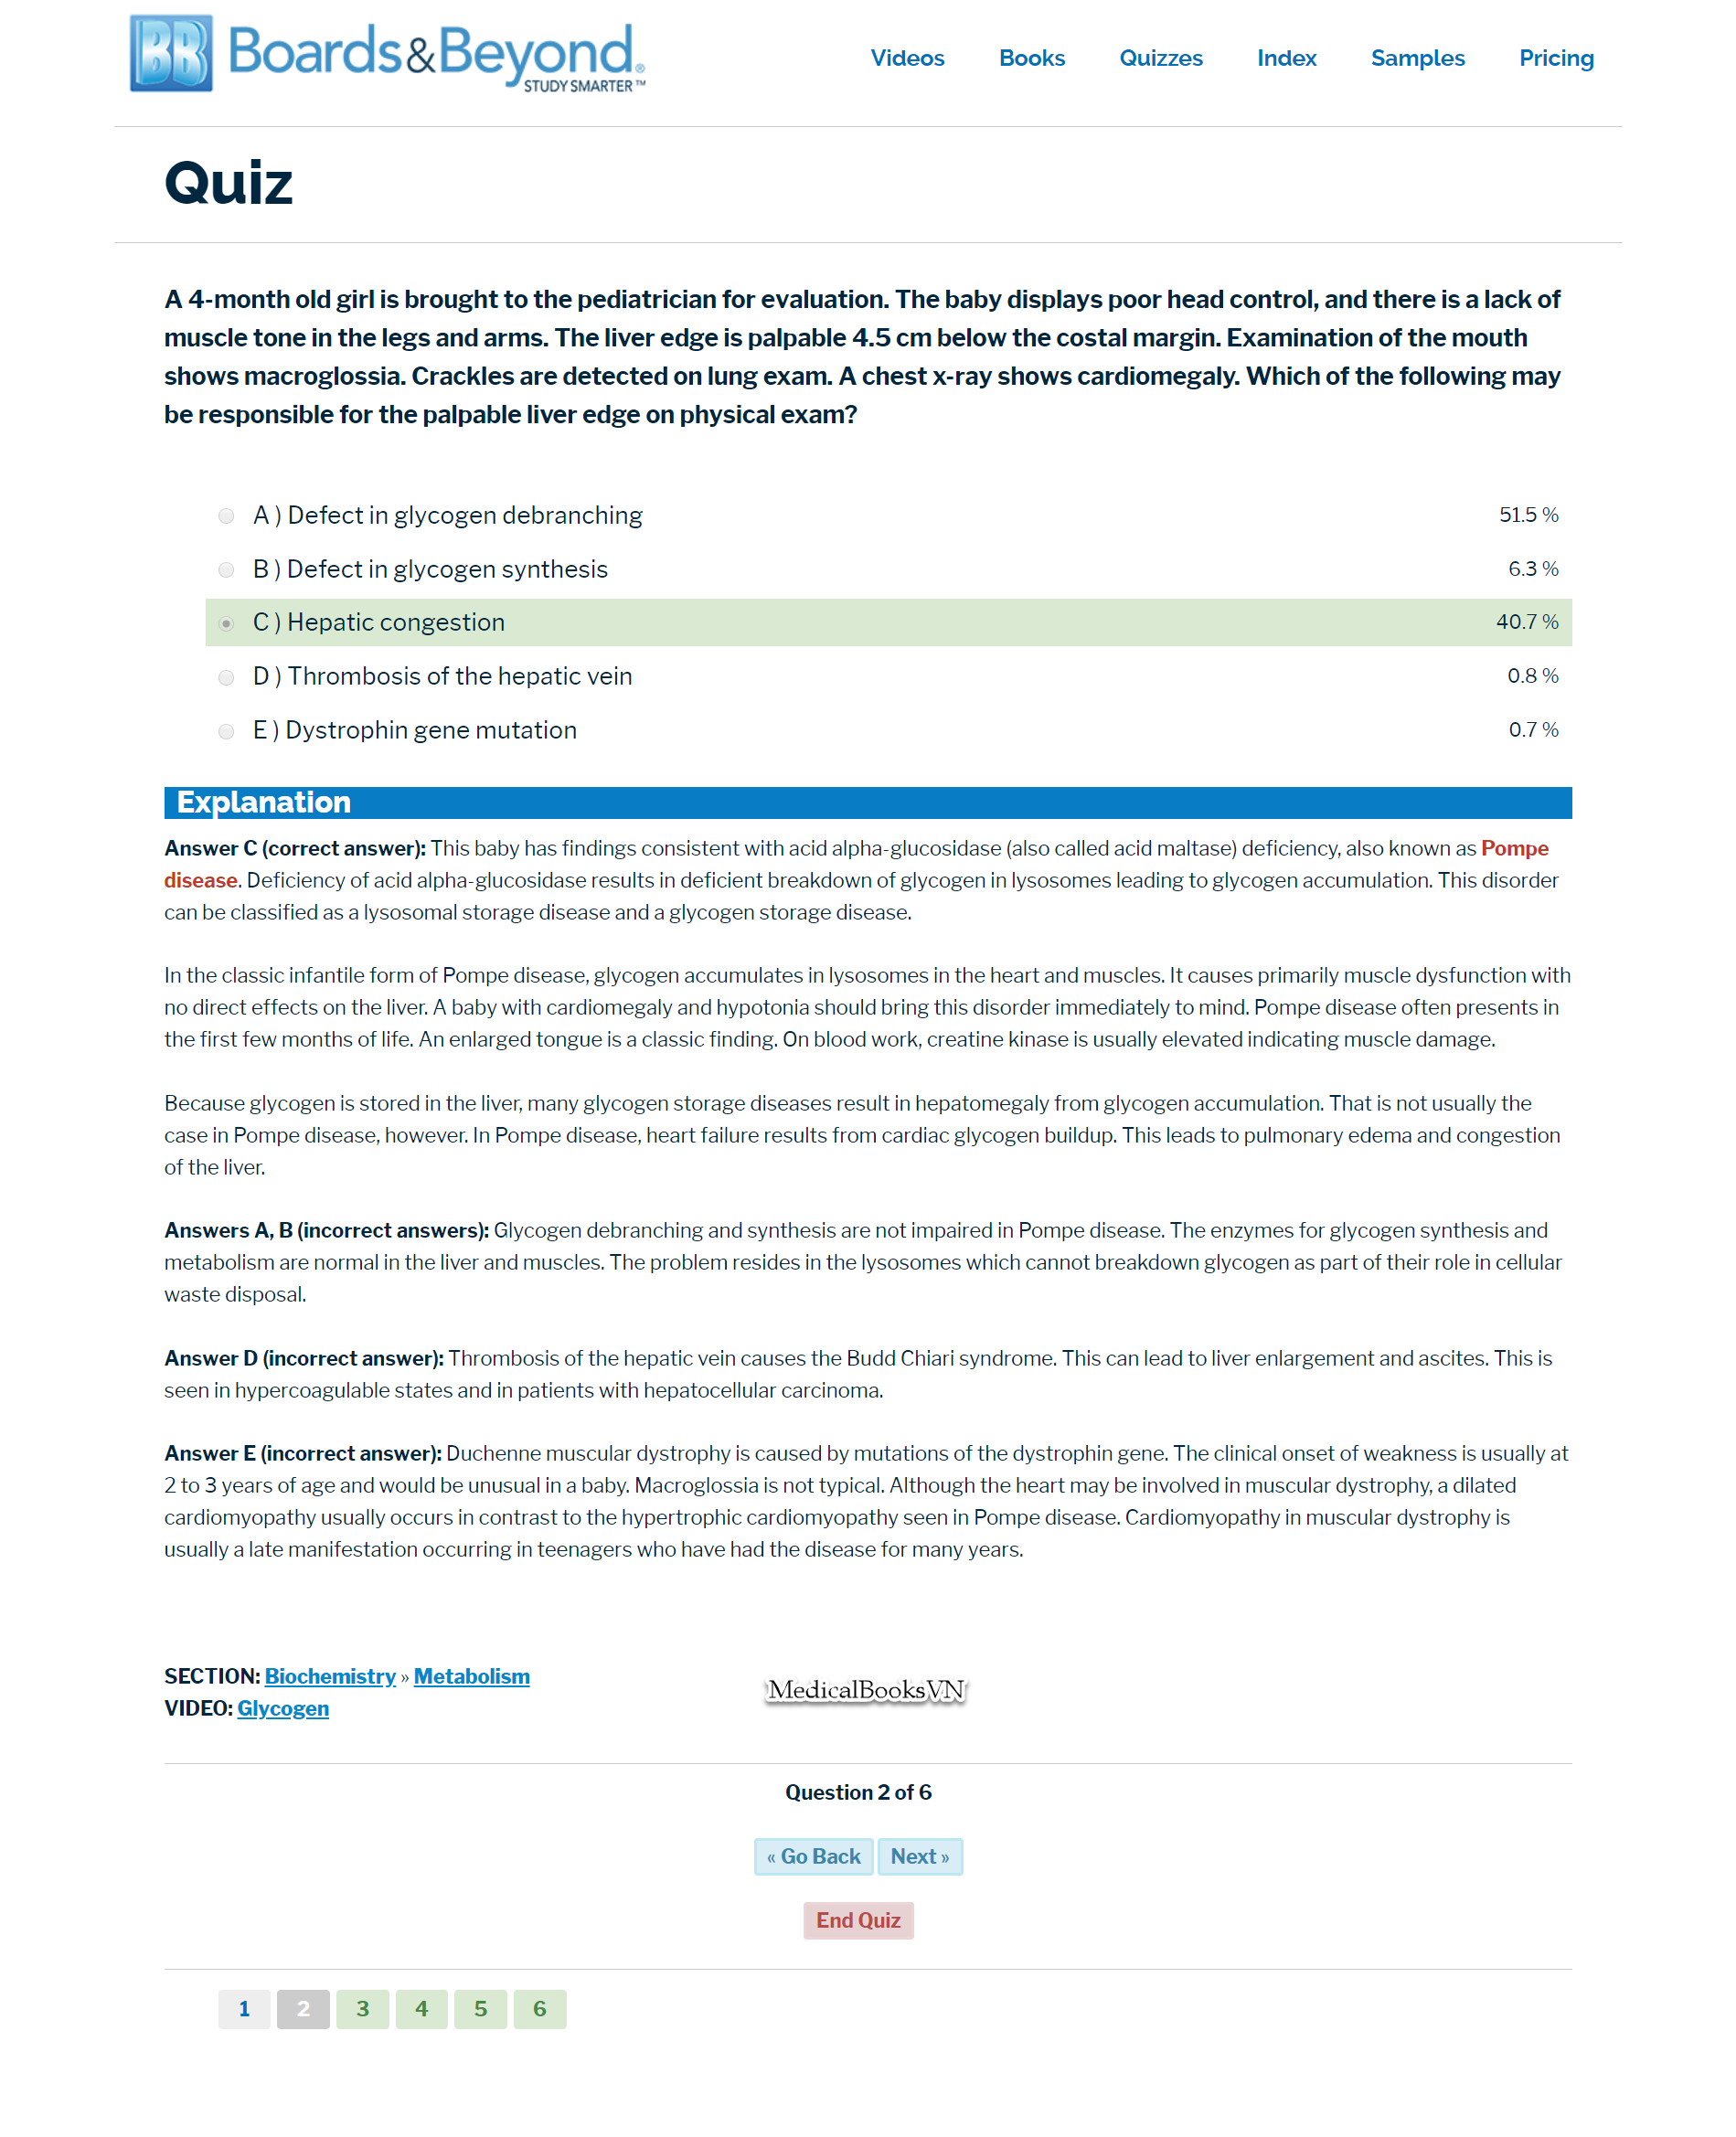 BB Boards&Beyond®
STUDY SMARTER™
Videos Books Quizzes Index Samples Pricing
Quiz
A 4-month old girl is brought to the pediatrician for evaluation. The baby displays poor head control, and there is a lack of
muscle tone in the legs and arms. The liver edge is palpable 4.5 cm below the costal margin. Examination of the mouth
shows macroglossia. Crackles are detected on lung exam. A chest x-ray shows cardiomegaly. Which of the following may
be responsible for the palpable liver edge on physical exam?
A ) Defect in glycogen debranching 51.5 %
B ) Defect in glycogen synthesis 6.3 %
C ) Hepatic congestion 40.7 %
D ) Thrombosis of the hepatic vein 0.8 %
E ) Dystrophin gene mutation 0.7 %
Explanation
Answer C (correct answer): This baby has findings consistent with acid alpha-glucosidase (also called acid maltase) deficiency, also known as Pompe
disease. Deficiency of acid alpha-glucosidase results in deficient breakdown of glycogen in lysosomes leading to glycogen accumulation. This disorder
can be classified as a lysosomal storage disease and a glycogen storage disease.
In the classic infantile form of Pompe disease, glycogen accumulates in lysosomes in the heart and muscles. It causes primarily muscle dysfunction with
no direct effects on the liver. A baby with cardiomegaly and hypotonia should bring this disorder immediately to mind. Pompe disease often presents in
the first few months of life. An enlarged tongue is a classic finding. On blood work, creatine kinase is usually elevated indicating muscle damage.
Because glycogen is stored in the liver, many glycogen storage diseases result in hepatomegaly from glycogen accumulation. That is not usually the
case in Pompe disease, however. In Pompe disease, heart failure results from cardiac glycogen buildup. This leads to pulmonary edema and congestion
of the liver.
Answers A, B (incorrect answers): Glycogen debranching and synthesis are not impaired in Pompe disease. The enzymes for glycogen synthesis and
metabolism are normal in the liver and muscles. The problem resides in the lysosomes which cannot breakdown glycogen as part of their role in cellular
waste disposal.
Answer D (incorrect answer): Thrombosis of the hepatic vein causes the Budd Chiari syndrome. This can lead to liver enlargement and ascites. This is
seen in hypercoagulable states and in patients with hepatocellular carcinoma.
Answer E (incorrect answer): Duchenne muscular dystrophy is caused by mutations of the dystrophin gene. The clinical onset of weakness is usually at
2 to 3 years of age and would be unusual in a baby. Macroglossia is not typical. Although the heart may be involved in muscular dystrophy, a dilated
cardiomyopathy usually occurs in contrast to the hypertrophic cardiomyopathy seen in Pompe disease. Cardiomyopathy in muscular dystrophy is
usually a late manifestation occurring in teenagers who have had the disease for many years.
SECTION: Biochemistry » Metabolism
MedicalBooksVN
VIDEO: Glycogen
Question 2 of 6
« Go Back Next »
End Quiz
1 2 3 4 5 6